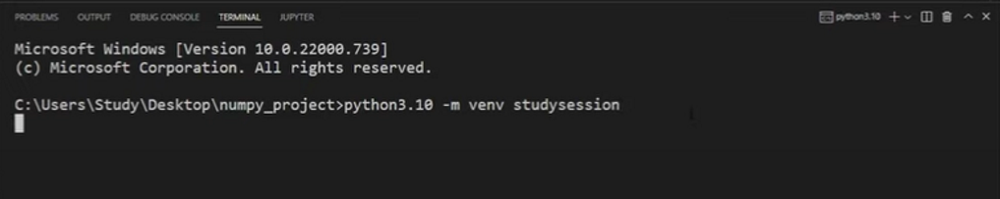 PROBLEMS OUTPUT DEBUG CONSOLE TERMINAL JUPYTER python3.10
Microsoft Windows [Version 10.0.22000.739]
(c) Microsoft Corporation. All rights reserved.
C:\Users\Study\Desktop\numpy_project>python3.10 -m venv studysession